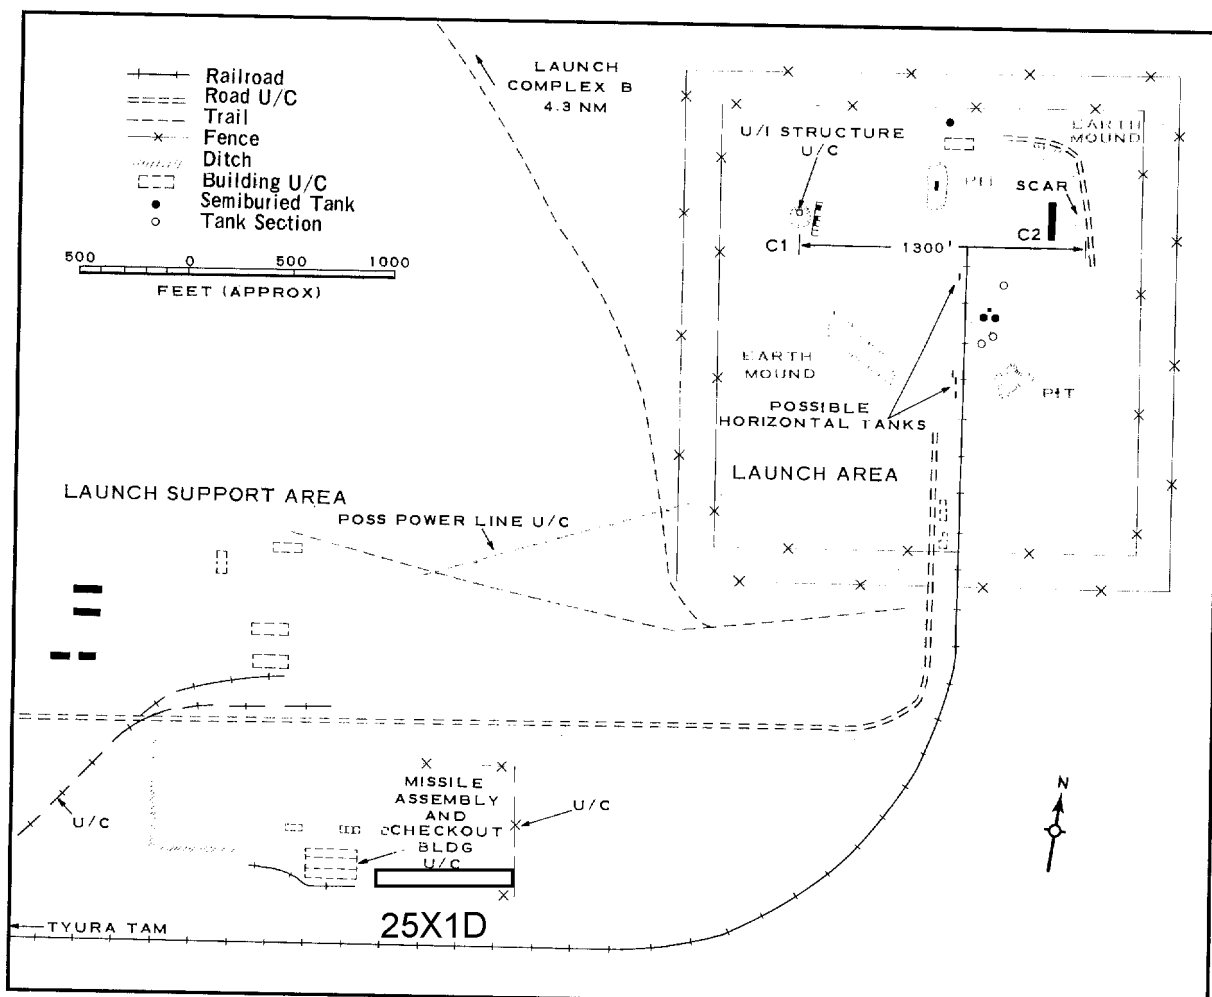 Railroad
Road U/C
Trail
Fence
Ditch
Building U/C
Semiburied Tank
Tank Section
500 0 500 1000
FEET (APPROX)
LAUNCH
COMPLEX B
4.3 NM
U/I STRUCTURE
U/C
EARTH
MOUND
PIT
SCAR
C1
1300'
C2
EARTH
MOUND
PIT
POSSIBLE
HORIZONTAL TANKS
LAUNCH AREA
LAUNCH SUPPORT AREA
POSS POWER LINE U/C
U/C
MISSILE
ASSEMBLY
AND
CHECKOUT
BLDG
U/C
U/C
N
TYURA TAM
25X1D